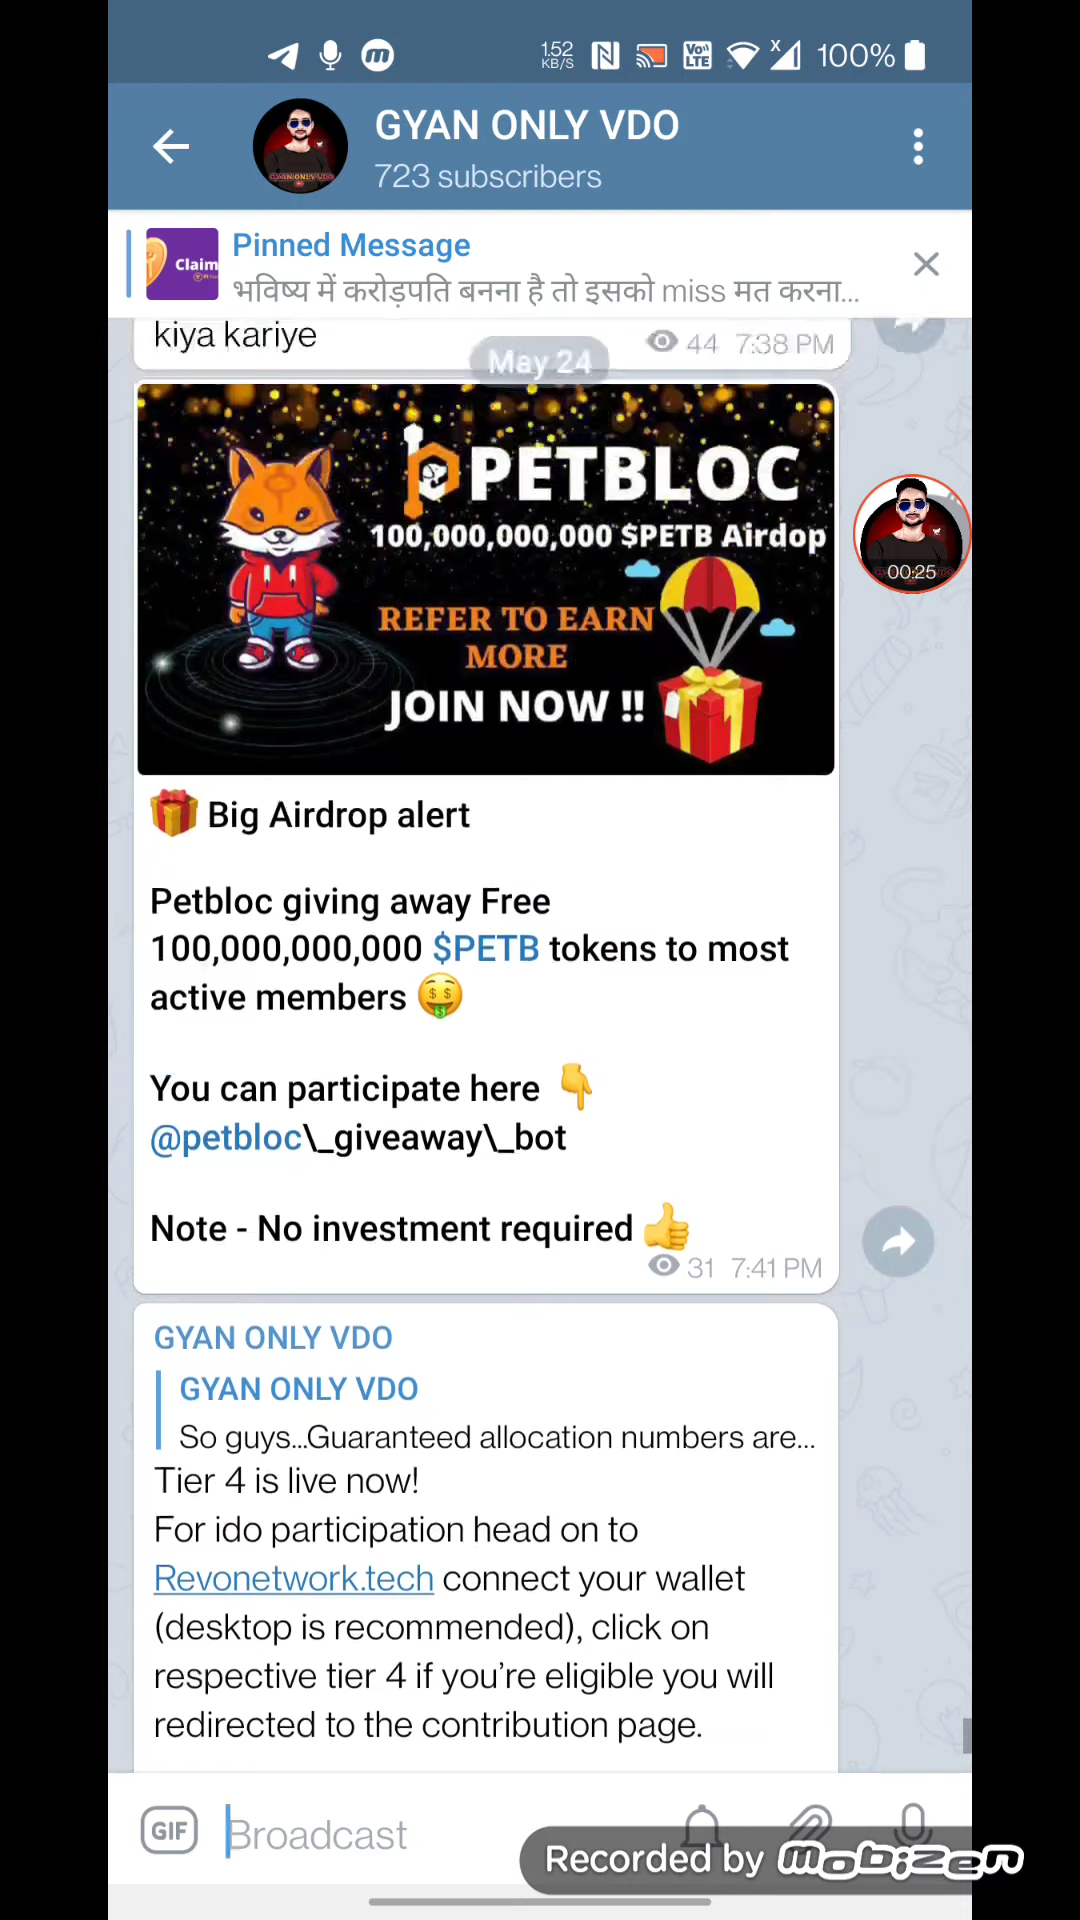 1.52 KB/S
Vo)) LTE
X
100%
GYAN ONLY VDO
723 subscribers
Pinned Message
Claim
भविष्य में करोड़पति बनना है तो इसको miss मत करना...
kiya kariye
44 7:38 PM
May 24
PETBLOC
100,000,000,000 $PETB Airdop
REFER TO EARN
MORE
JOIN NOW !!
00:25
🎁 Big Airdrop alert
Petbloc giving away Free
100,000,000,000 $PETB tokens to most
active members 🤑
You can participate here 👇
@petbloc\_giveaway\_bot
Note - No investment required 👍
31 7:41 PM
GYAN ONLY VDO
GYAN ONLY VDO
So guys...Guaranteed allocation numbers are...
Tier 4 is live now!
For ido participation head on to
Revonetwork.tech connect your wallet
(desktop is recommended), click on
respective tier 4 if you're eligible you will
redirected to the contribution page.
GIF
Broadcast
Recorded by Mobizen